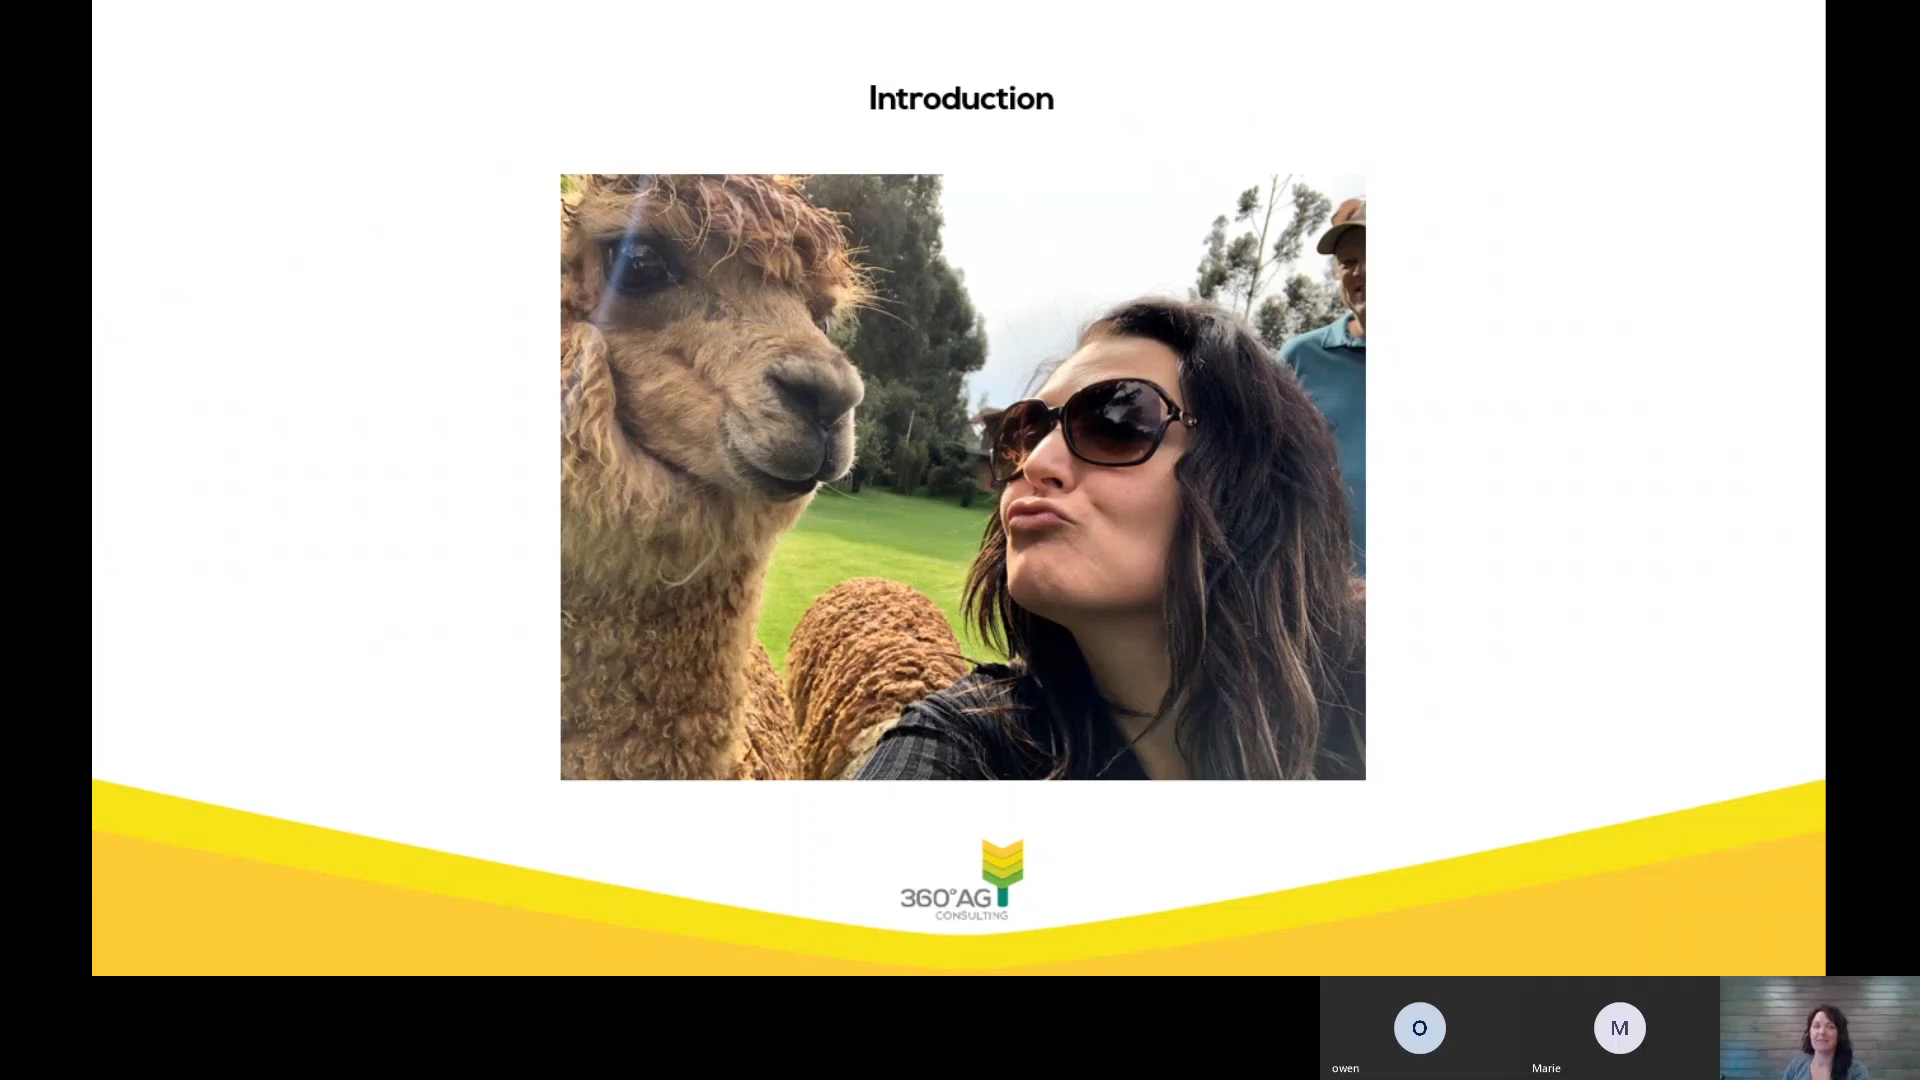 Introduction
360°AG
CONSULTING
O
M
owen
Marie